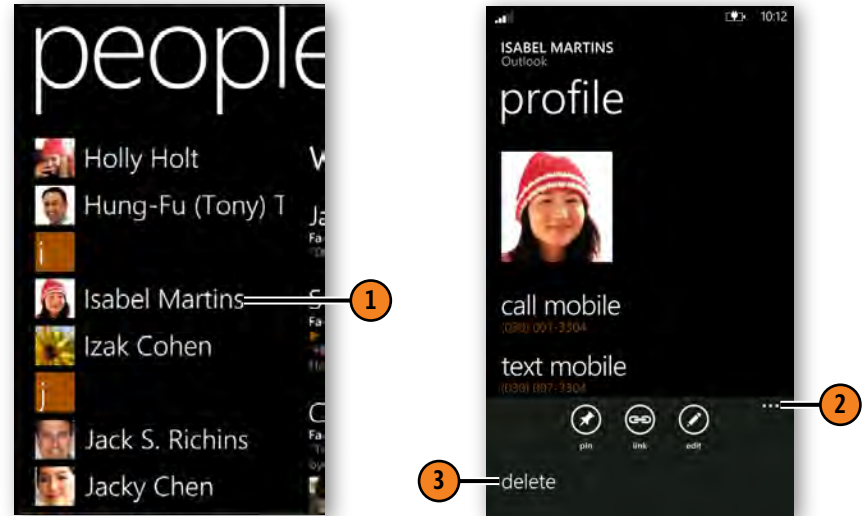 people
Holly Holt
Hung-Fu (Tony) T
i
Isabel Martins
Izak Cohen
j
Jack S. Richins
Jacky Chen
1
10:12
ISABEL MARTINS
Outlook
profile
call mobile
text mobile
2
pin link edit
3
delete